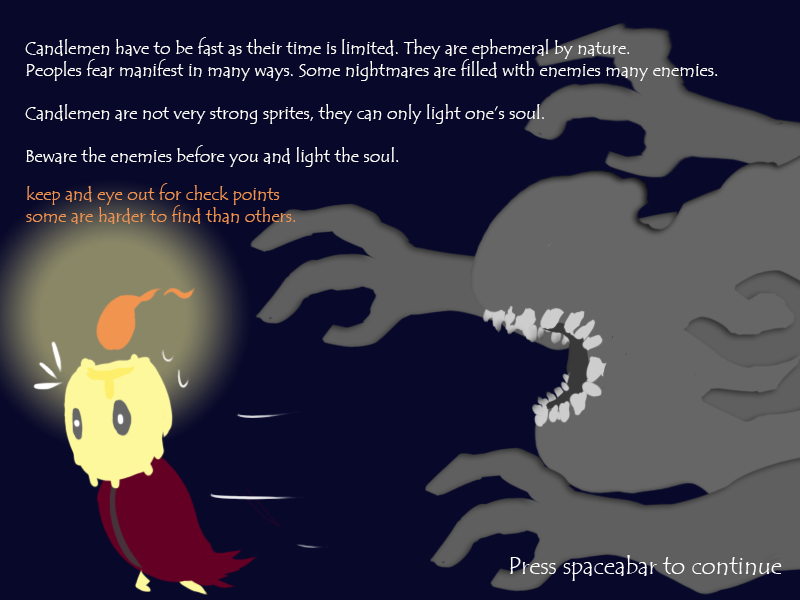 Candlemen have to be fast as their time is limited. They are ephemeral by nature.
Peoples fear manifest in many ways. Some nightmares are filled with enemies many enemies.
Candlemen are not very strong sprites, they can only light one's soul.
Beware the enemies before you and light the soul.
keep and eye out for check points
some are harder to find than others.
Press spaceabar to continue